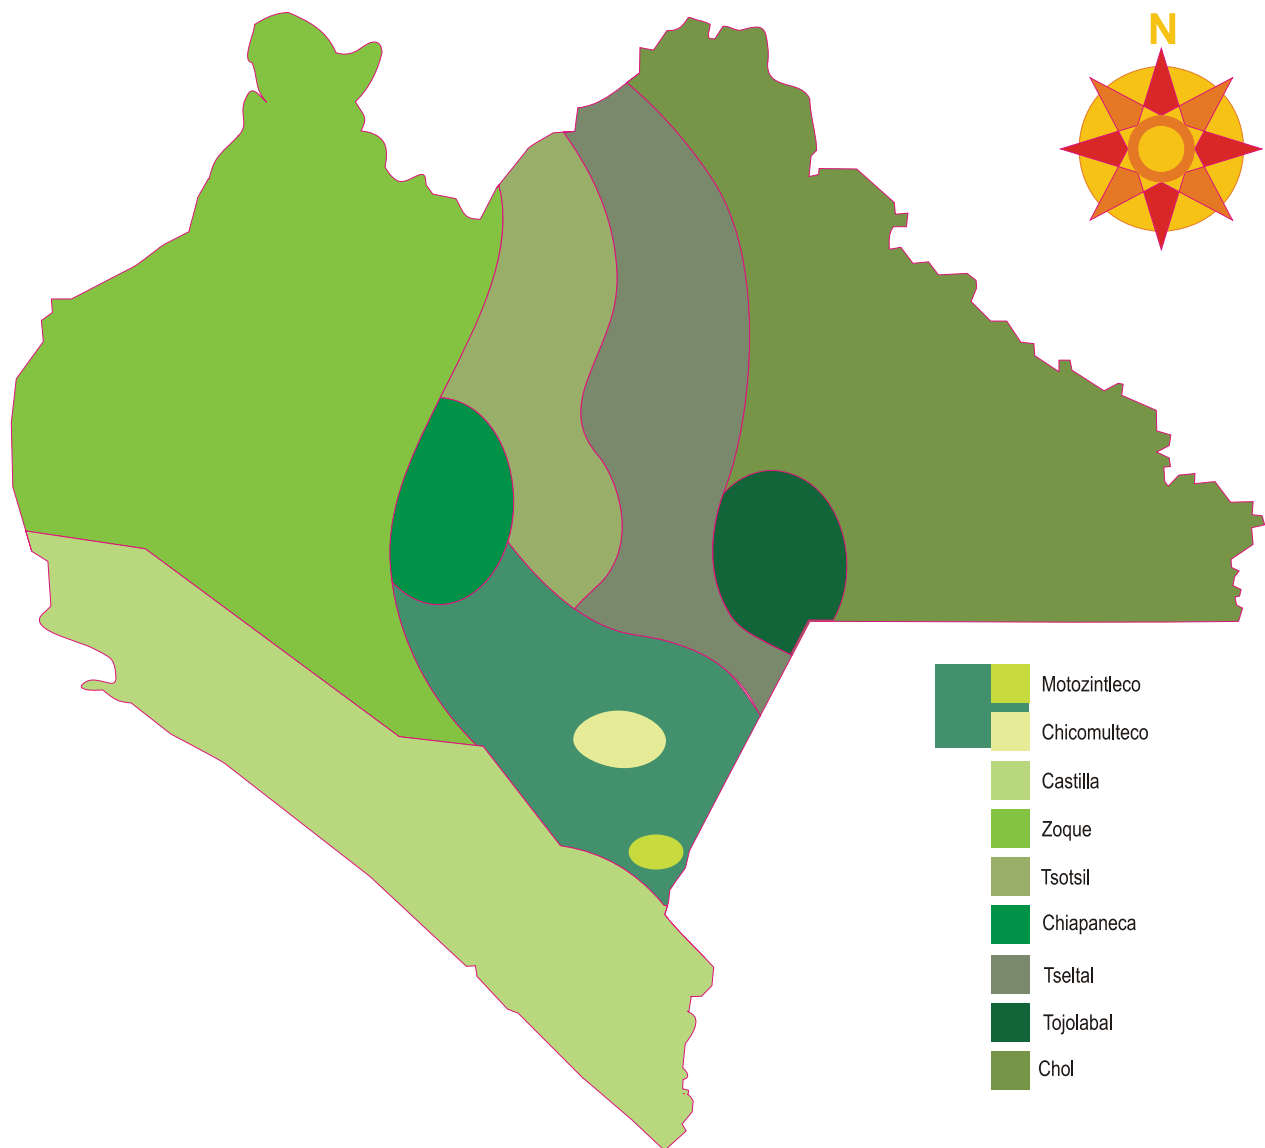 N
Motozintleco
Chicomulteco
Castilla
Zoque
Tsotsil
Chiapaneca
Tseltal
Tojolabal
Chol